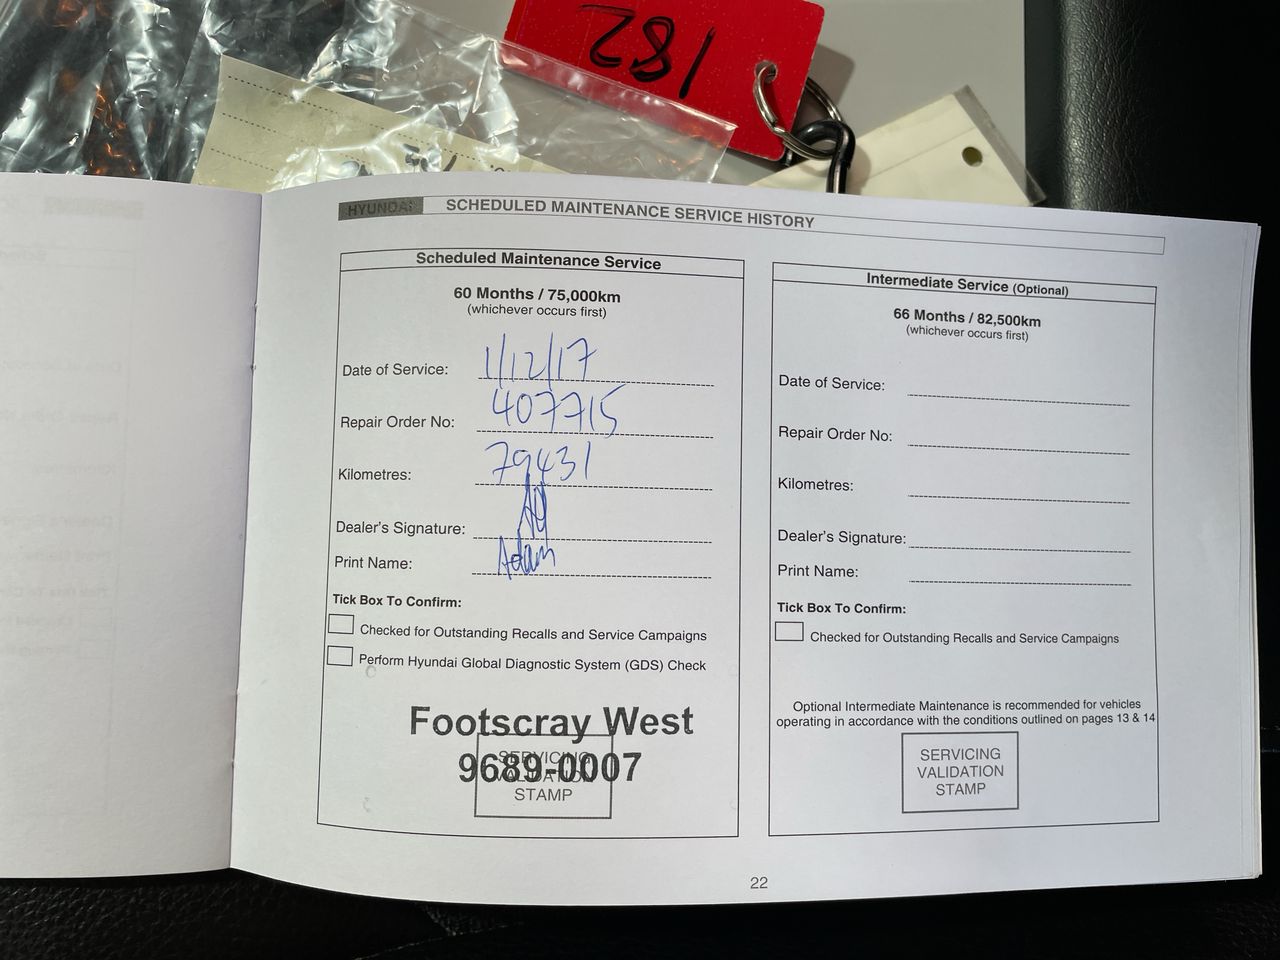 281
HYUNDAI SCHEDULED MAINTENANCE SERVICE HISTORY
Scheduled Maintenance Service
60 Months / 75,000km
(whichever occurs first)
Date of Service: 1/12/17
Repair Order No: 407715
Kilometres: 79431
Dealer's Signature:
Print Name: Adam
Tick Box To Confirm:
Checked for Outstanding Recalls and Service Campaigns
Perform Hyundai Global Diagnostic System (GDS) Check
Footscray West
9689-0007
SERVICING
VALIDATION
STAMP
Intermediate Service (Optional)
66 Months / 82,500km
(whichever occurs first)
Date of Service:
Repair Order No:
Kilometres:
Dealer's Signature:
Print Name:
Tick Box To Confirm:
Checked for Outstanding Recalls and Service Campaigns
Optional Intermediate Maintenance is recommended for vehicles
operating in accordance with the conditions outlined on pages 13 & 14
SERVICING
VALIDATION
STAMP
22